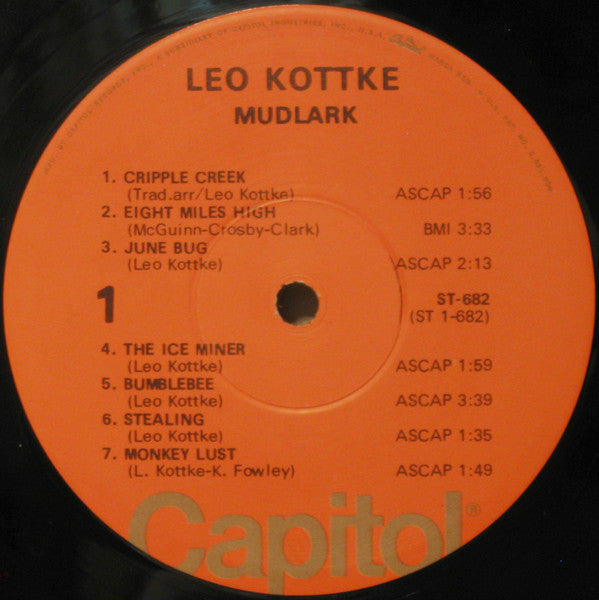 LEO KOTTKE
MUDLARK
1. CRIPPLE CREEK
(Trad.arr/Leo Kottke) ASCAP 1:56
2. EIGHT MILES HIGH
(McGuinn-Crosby-Clark) BMI 3:33
3. JUNE BUG
(Leo Kottke) ASCAP 2:13
1
ST-682
(ST 1-682)
4. THE ICE MINER
(Leo Kottke) ASCAP 1:59
5. BUMBLEBEE
(Leo Kottke) ASCAP 3:39
6. STEALING
(Leo Kottke) ASCAP 1:35
7. MONKEY LUST
(L. Kottke-K. Fowley) ASCAP 1:49
Capitol®